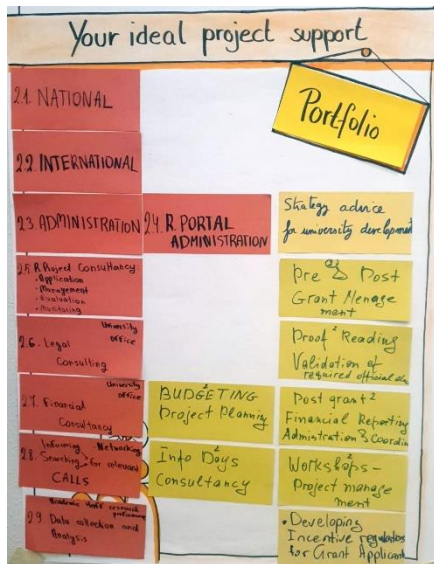 Your ideal project support
Portfolio
2.1. NATIONAL
2.2. INTERNATIONAL
2.3. ADMINISTRATION
2.4. R. PORTAL
ADMINISTRATION
Strategy advice
for university development
2.5. R. Project Consultancy
• Application
• Management
• Evaluation
• Monitoring
Pre & Post
Grant Menage
ment
2.6. Legal
University
office
Consulting
Proof Reading
Validation of
required official
2.7. Financial
University
office
Consultancy
BUDGETING
Project Planning
Post grant
Financial Reporting
Administration & Coordin
Informing Networking
2.8. Searching for relevant
CALLS
Info Days
Consultancy
Workshops -
Project manage
ment
Academic staff research
2.9. Data collection and
Analysis
• Developing
Incentive regulations
for Grant Applicant